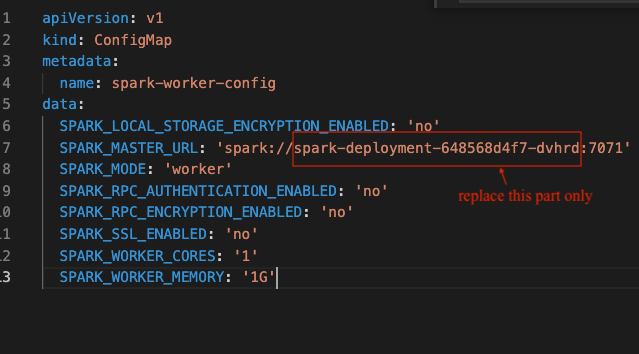 1 apiVersion: v1
2 kind: ConfigMap
3 metadata:
4 name: spark-worker-config
5 data:
6 SPARK_LOCAL_STORAGE_ENCRYPTION_ENABLED: 'no'
7 SPARK_MASTER_URL: 'spark://spark-deployment-648568d4f7-dvhrd:7071'
8 SPARK_MODE: 'worker'
9 SPARK_RPC_AUTHENTICATION_ENABLED: 'no'
replace this part only
10 SPARK_RPC_ENCRYPTION_ENABLED: 'no'
11 SPARK_SSL_ENABLED: 'no'
12 SPARK_WORKER_CORES: '1'
13 SPARK_WORKER_MEMORY: '1G'